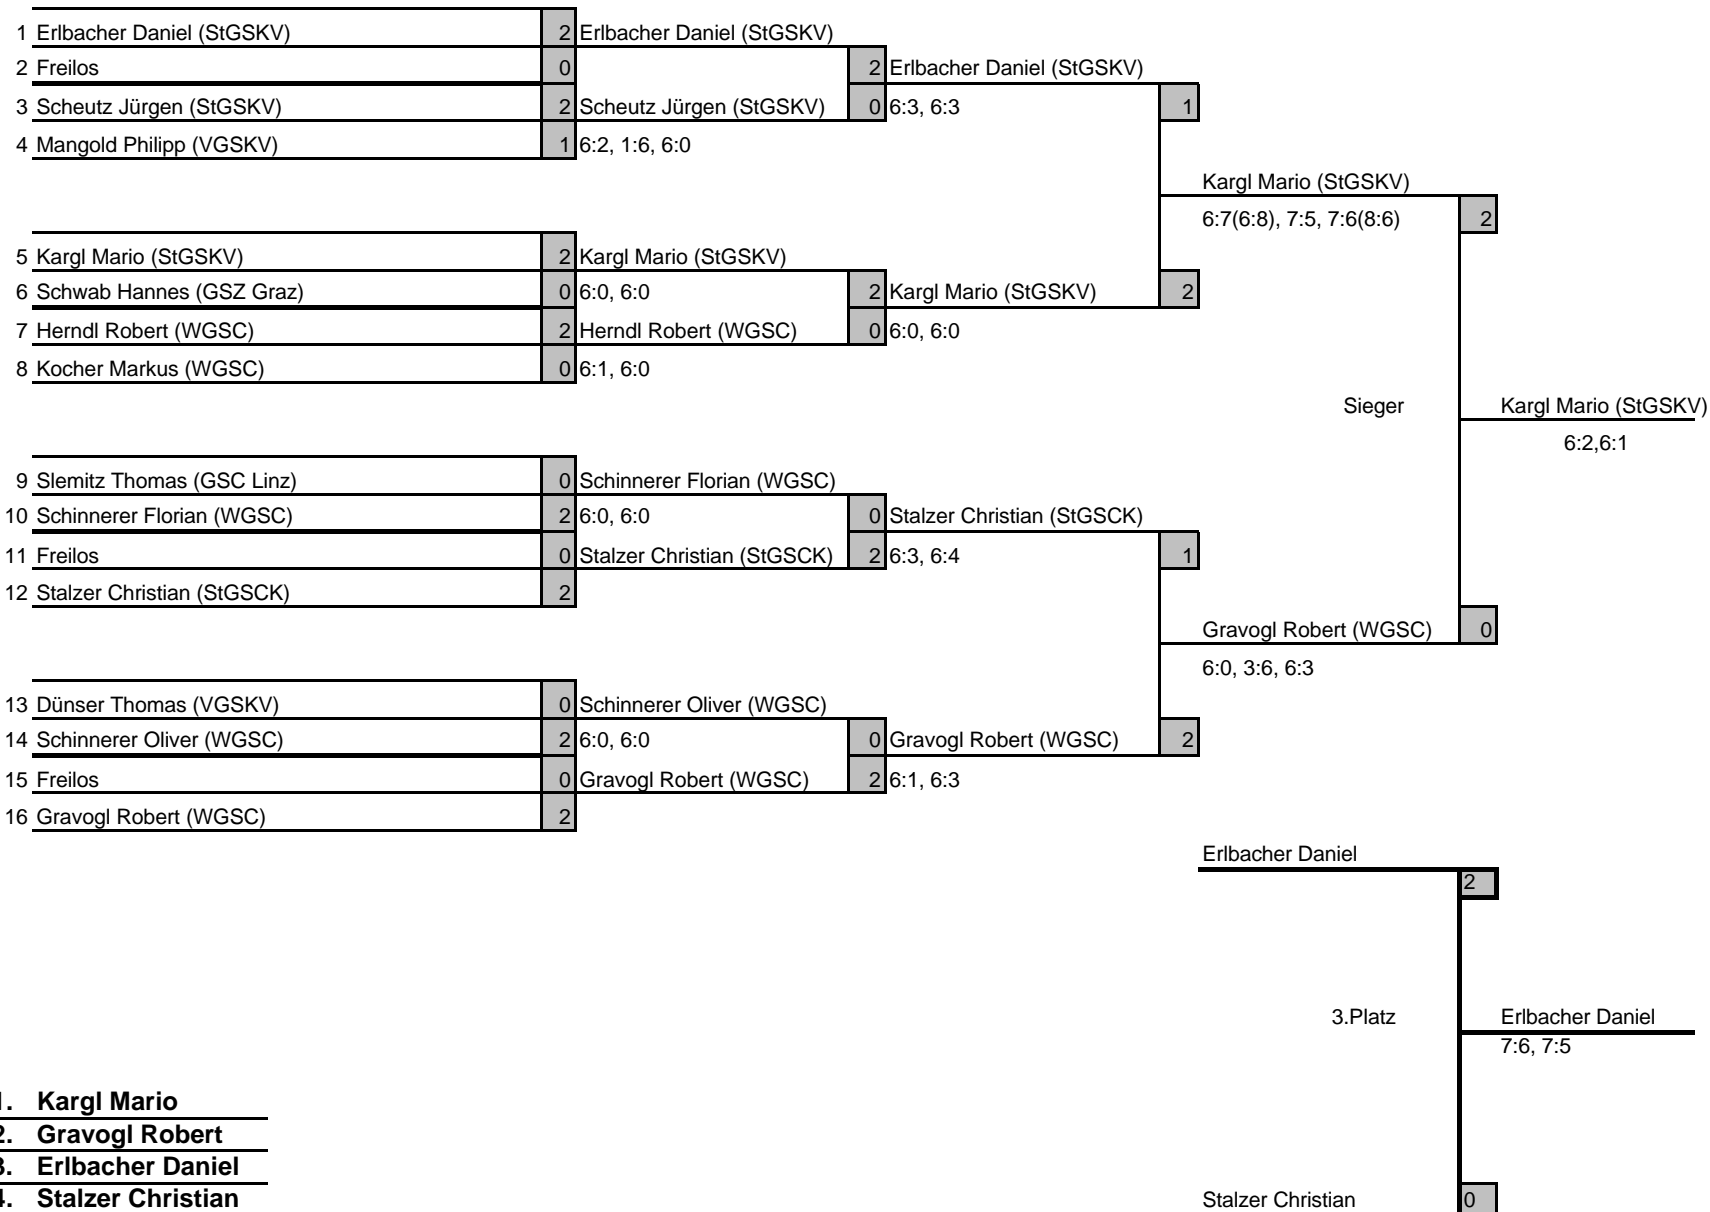 1 Erlbacher Daniel (StGSKV) 2 Erlbacher Daniel (StGSKV)
2 Freilos 0 2 Erlbacher Daniel (StGSKV)
3 Scheutz Jürgen (StGSKV) 2 Scheutz Jürgen (StGSKV) 0 6:3, 6:3 1
4 Mangold Philipp (VGSKV) 1 6:2, 1:6, 6:0
Kargl Mario (StGSKV)
6:7(6:8), 7:5, 7:6(8:6) 2
5 Kargl Mario (StGSKV) 2 Kargl Mario (StGSKV)
6 Schwab Hannes (GSZ Graz) 0 6:0, 6:0 2 Kargl Mario (StGSKV) 2
7 Herndl Robert (WGSC) 2 Herndl Robert (WGSC) 0 6:0, 6:0
8 Kocher Markus (WGSC) 0 6:1, 6:0
Sieger Kargl Mario (StGSKV)
6:2,6:1
9 Slemitz Thomas (GSC Linz) 0 Schinnerer Florian (WGSC)
10 Schinnerer Florian (WGSC) 2 6:0, 6:0 0 Stalzer Christian (StGSCK)
11 Freilos 0 Stalzer Christian (StGSCK) 2 6:3, 6:4 1
12 Stalzer Christian (StGSCK) 2
Gravogl Robert (WGSC) 0
6:0, 3:6, 6:3
13 Dünser Thomas (VGSKV) 0 Schinnerer Oliver (WGSC)
14 Schinnerer Oliver (WGSC) 2 6:0, 6:0 0 Gravogl Robert (WGSC) 2
15 Freilos 0 Gravogl Robert (WGSC) 2 6:1, 6:3
16 Gravogl Robert (WGSC) 2
Erlbacher Daniel
2
3.Platz Erlbacher Daniel
7:6, 7:5
1. Kargl Mario
2. Gravogl Robert
3. Erlbacher Daniel
4. Stalzer Christian Stalzer Christian 0